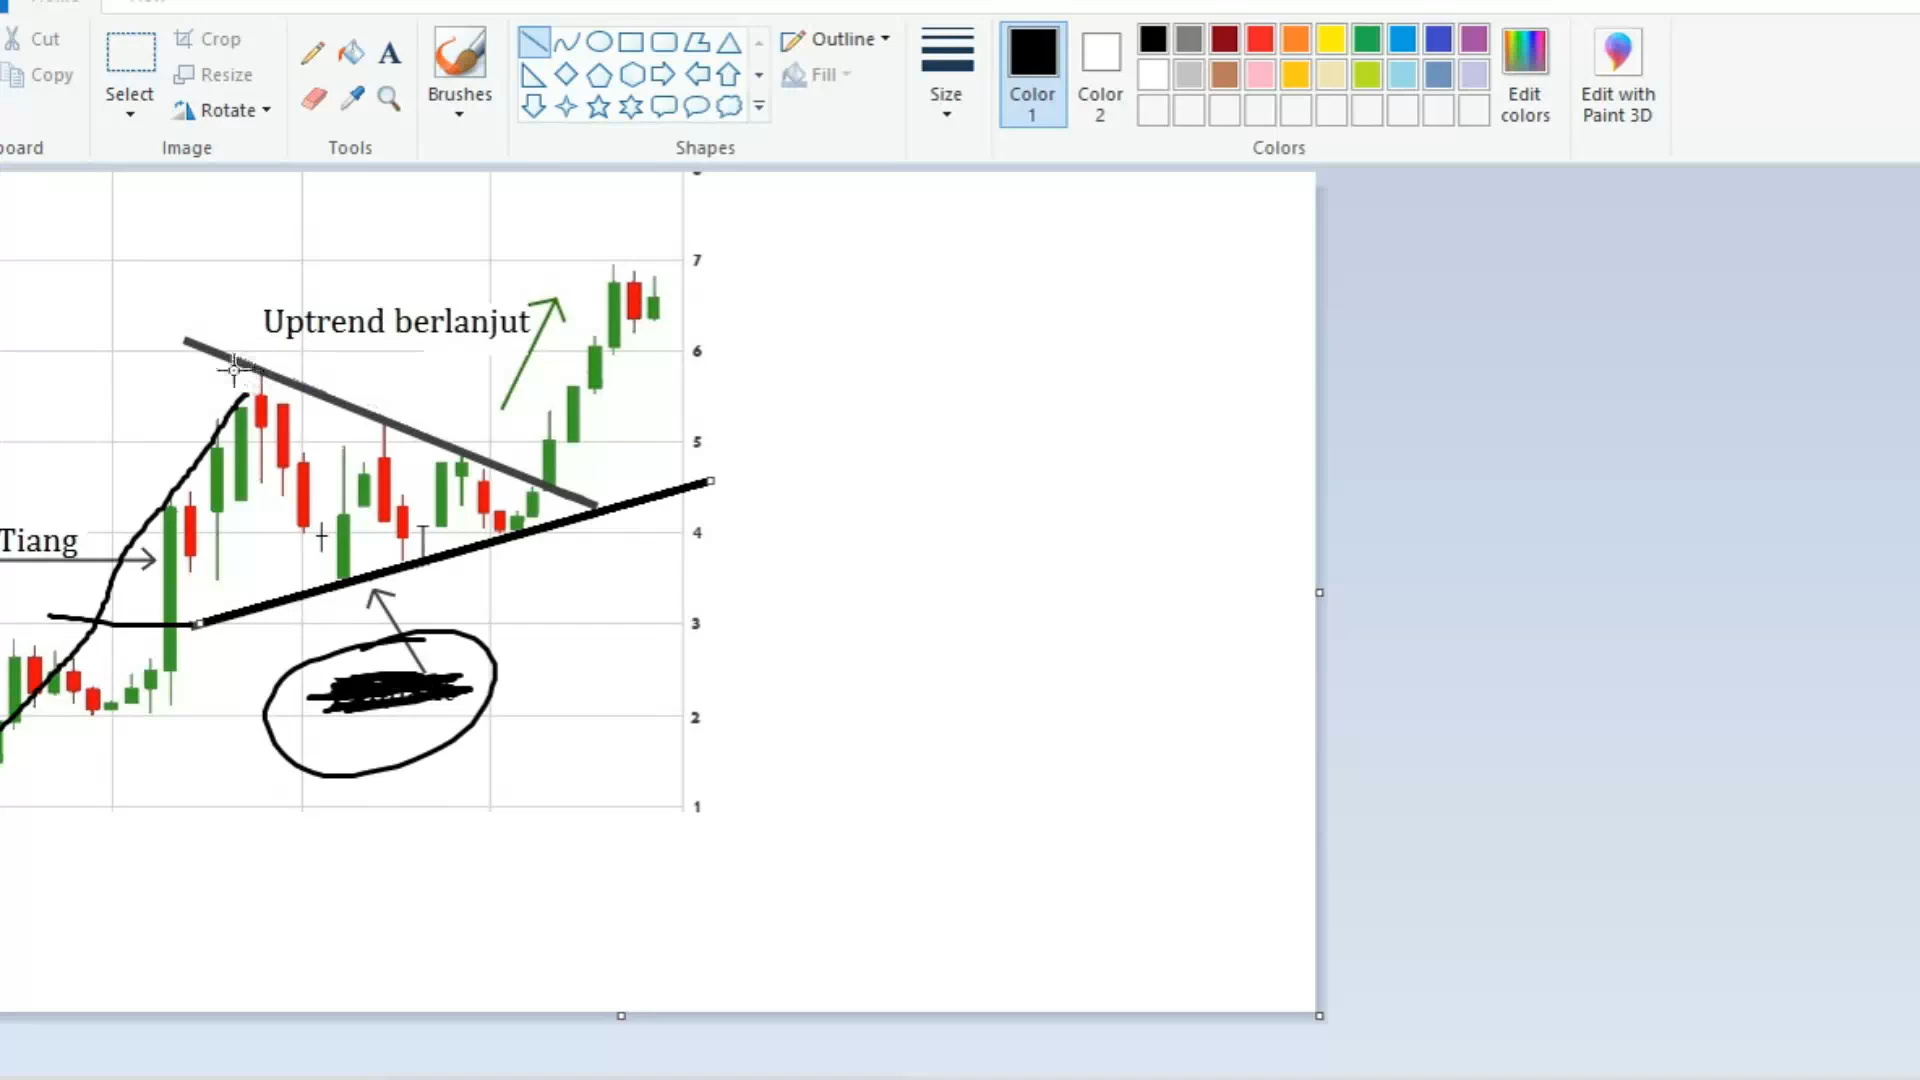 Cut
Copy
Select
Crop
Resize
Rotate
Image
A
Tools
Brushes
Shapes
Outline
Fill
Size
Color
1
Color
2
Colors
Edit
colors
Edit with
Paint 3D
Uptrend berlanjut
Tiang
7
6
5
4
3
2
1